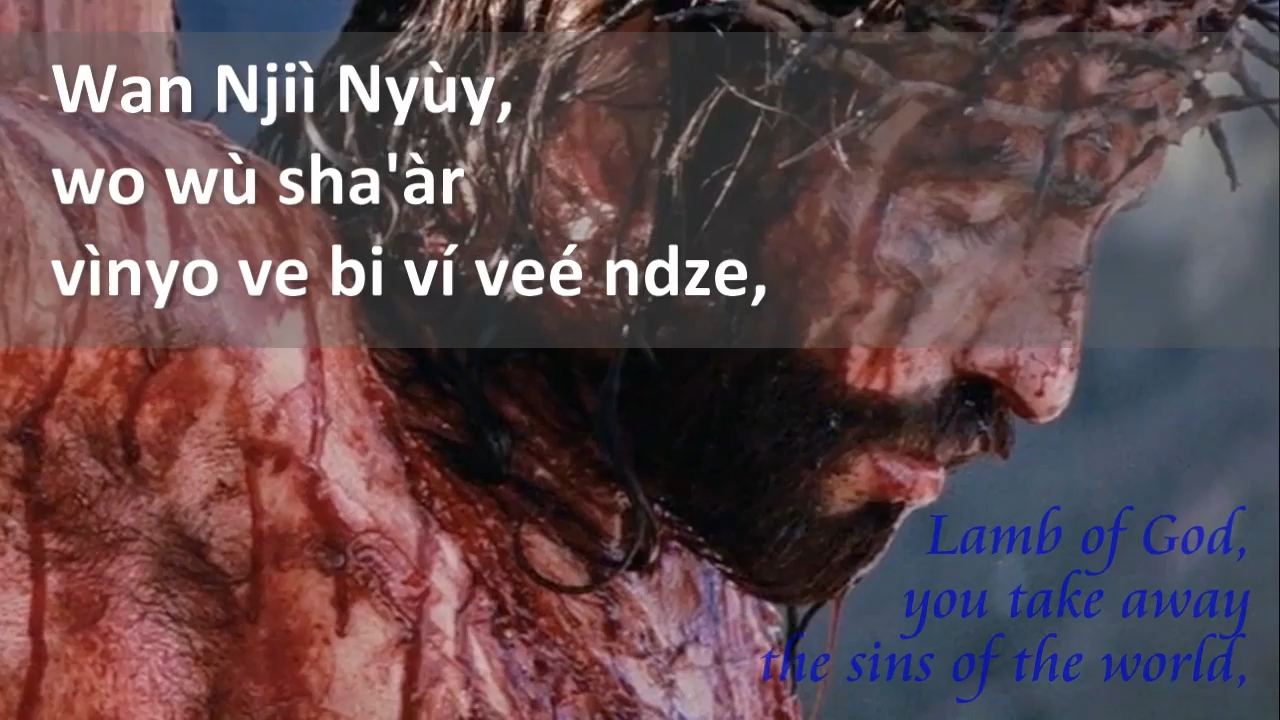 Wan Njiì Nyùy,
wo wù sha'àr
vìnyo ve bi ví veé ndze,
Lamb of God,
you take away
the sins of the world,